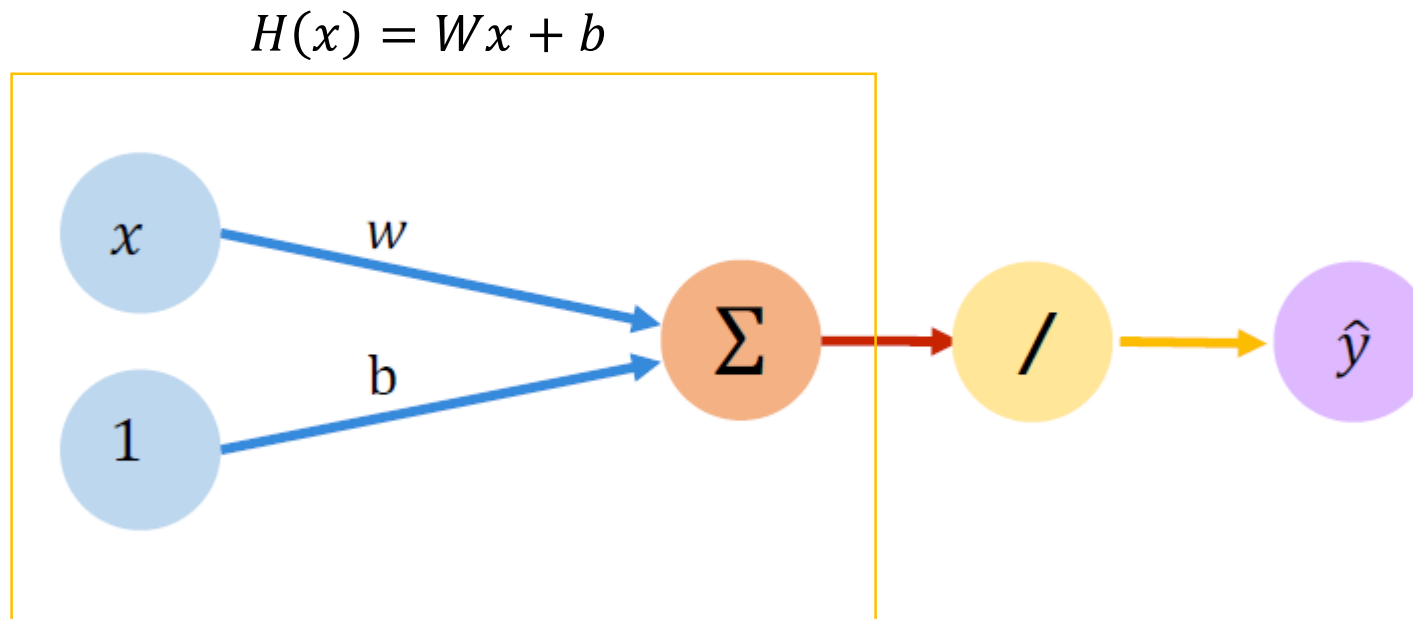 H(x) = Wx + b
x
w
b
1
Σ
/
ŷ